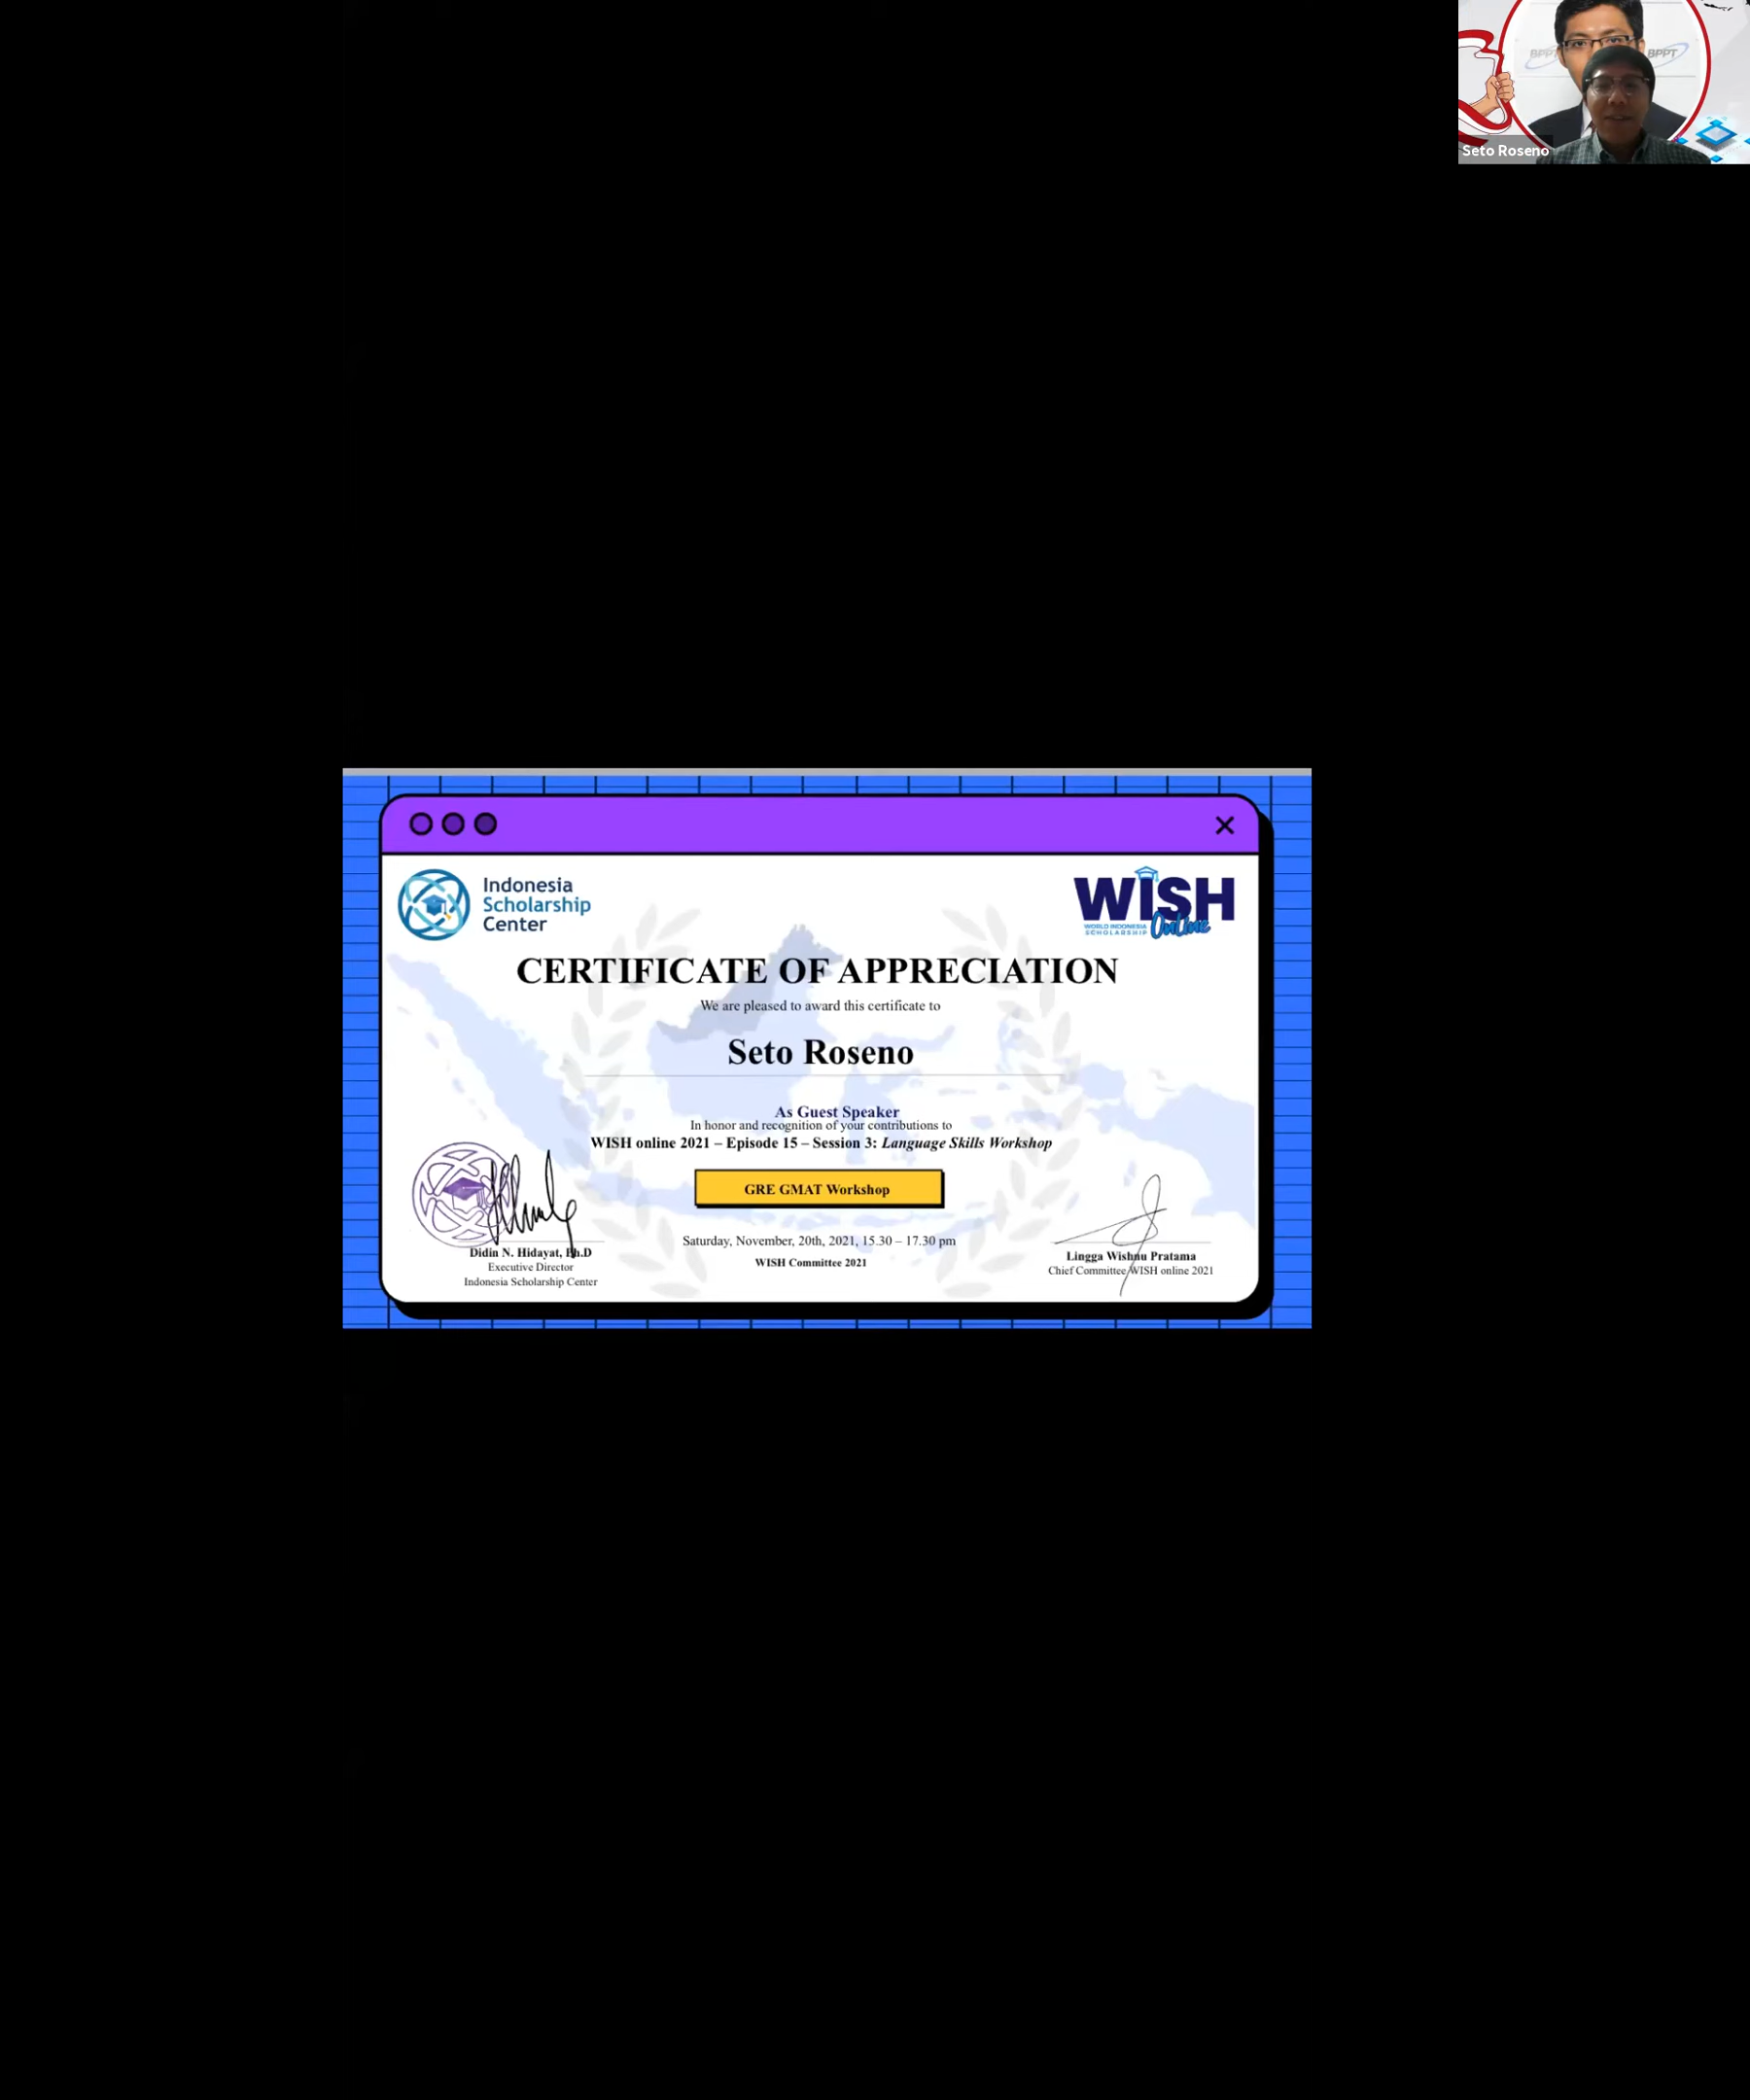 BPPT
BPPT
Seto Roseno
Indonesia
Scholarship
Center
WISH
WORLD INDONESIA
SCHOLARSHIP
OnLine
CERTIFICATE OF APPRECIATION
We are pleased to award this certificate to
Seto Roseno
As Guest Speaker
In honor and recognition of your contributions to
WISH online 2021 – Episode 15 – Session 3: Language Skills Workshop
GRE GMAT Workshop
Saturday, November, 20th, 2021, 15.30 – 17.30 pm
WISH Committee 2021
Didin N. Hidayat, Ph.D
Executive Director
Indonesia Scholarship Center
Lingga Wishnu Pratama
Chief Committee WISH online 2021